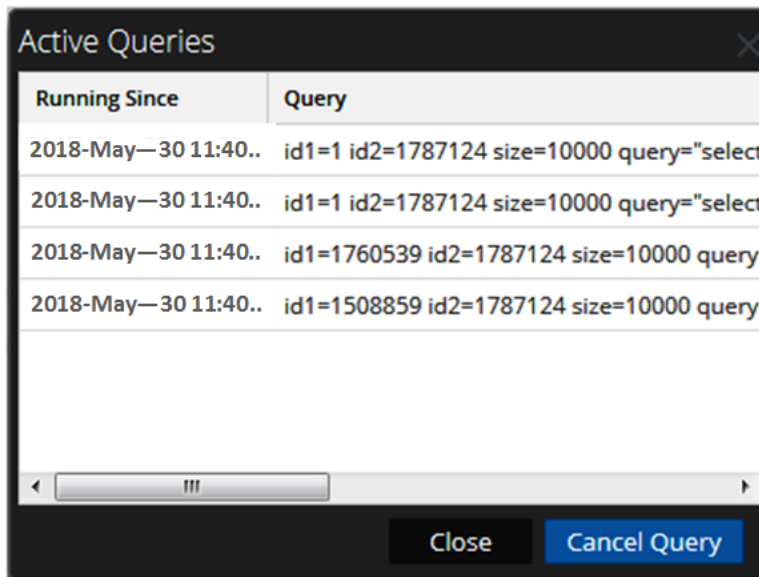 Active Queries
Running Since Query
2018-May—30 11:40.. id1=1 id2=1787124 size=10000 query="select
2018-May—30 11:40.. id1=1 id2=1787124 size=10000 query="select
2018-May—30 11:40.. id1=1760539 id2=1787124 size=10000 query
2018-May—30 11:40.. id1=1508859 id2=1787124 size=10000 query
Close Cancel Query